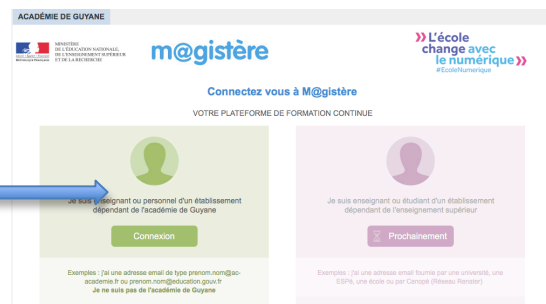 ACADÉMIE DE GUYANE
MINISTÈRE
DE L'ÉDUCATION NATIONALE,
DE L'ENSEIGNEMENT SUPÉRIEUR
ET DE LA RECHERCHE
m@gistère
L'école
change avec
le numérique
#EcoleNumerique
Connectez vous à M@gistère
VOTRE PLATEFORME DE FORMATION CONTINUE
Je suis enseignant ou personnel d'un établissement
dépendant de l'académie de Guyane
Connexion
Exemples : j'ai une adresse email de type prenom.nom@ac-
academie.fr ou prenom.nom@education.gouv.fr
Je ne suis pas de l'académie de Guyane
Je suis enseignant ou étudiant d'un établissement
dépendant de l'enseignement supérieur
Prochainement
Exemples : j'ai une adresse email fournie par une université, une
ESPé, une école ou par Canopé (Réseau Renater)